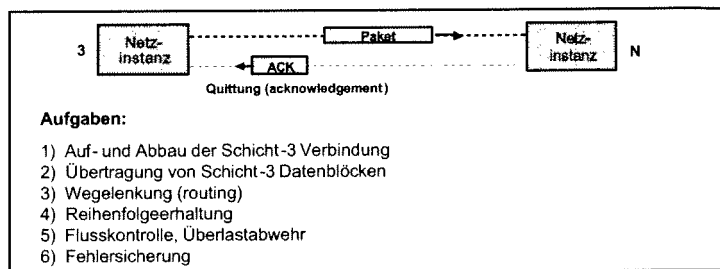 Netz-
instanz
3
Paket
Netz-
instanz
N
ACK
Quittung (acknowledgement)
Aufgaben:
1) Auf- und Abbau der Schicht-3 Verbindung
2) Übertragung von Schicht-3 Datenblöcken
3) Wegelenkung (routing)
4) Reihenfolgeerhaltung
5) Flusskontrolle, Überlastabwehr
6) Fehlersicherung